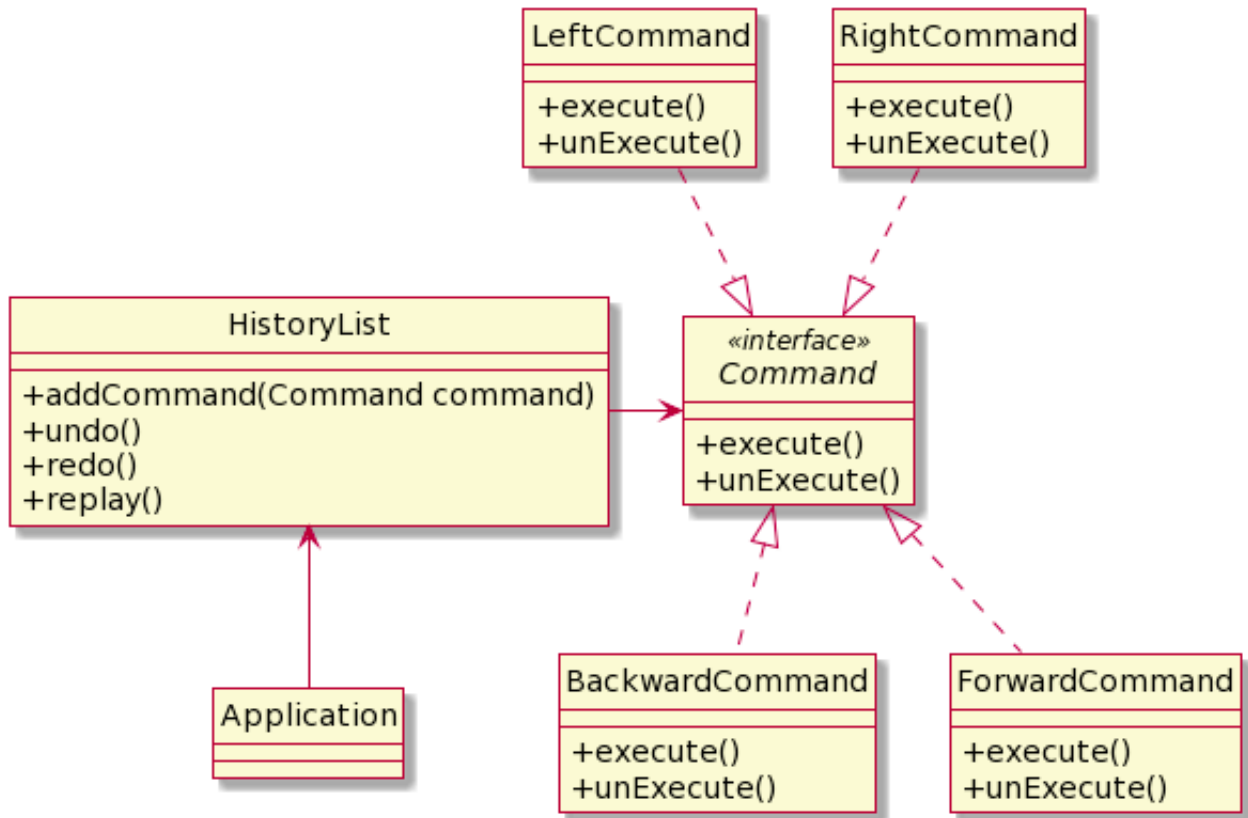 LeftCommand
+execute()
+unExecute()
RightCommand
+execute()
+unExecute()
HistoryList
+addCommand(Command command)
+undo()
+redo()
+replay()
«interface»
Command
+execute()
+unExecute()
Application
BackwardCommand
+execute()
+unExecute()
ForwardCommand
+execute()
+unExecute()